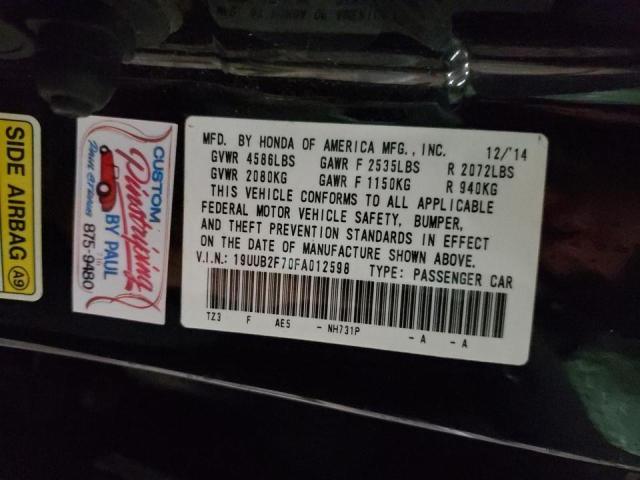 SIDE AIRBAG A9
CUSTOM
Pinstriping
BY PAUL
875-9480
MFD. BY HONDA OF AMERICA MFG., INC. 12/'14
GVWR 4586LBS GAWR F 2535LBS R 2072LBS
GVWR 2080KG GAWR F 1150KG R 940KG
THIS VEHICLE CONFORMS TO ALL APPLICABLE
FEDERAL MOTOR VEHICLE SAFETY, BUMPER,
AND THEFT PREVENTION STANDARDS IN EFFECT
ON THE DATE OF MANUFACTURE SHOWN ABOVE.
V.I.N.: 19UUB2F70FA012598 TYPE: PASSENGER CAR
TZ3 F AE5 - NH731P - A - A